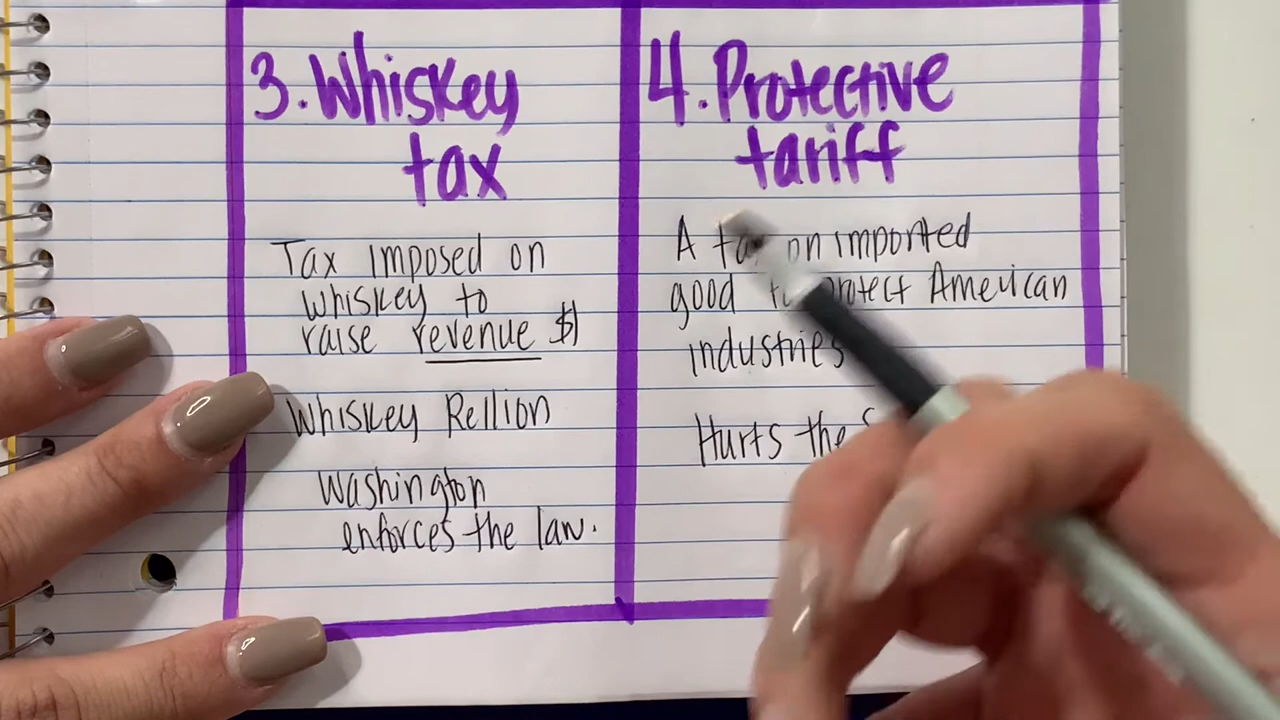 3. Whiskey
tax
Tax imposed on
whiskey to
raise revenue $
Whiskey Rellion
Washington
enforces the law.
4. Protective
tariff
A on imported
good American
industries
Hurts the